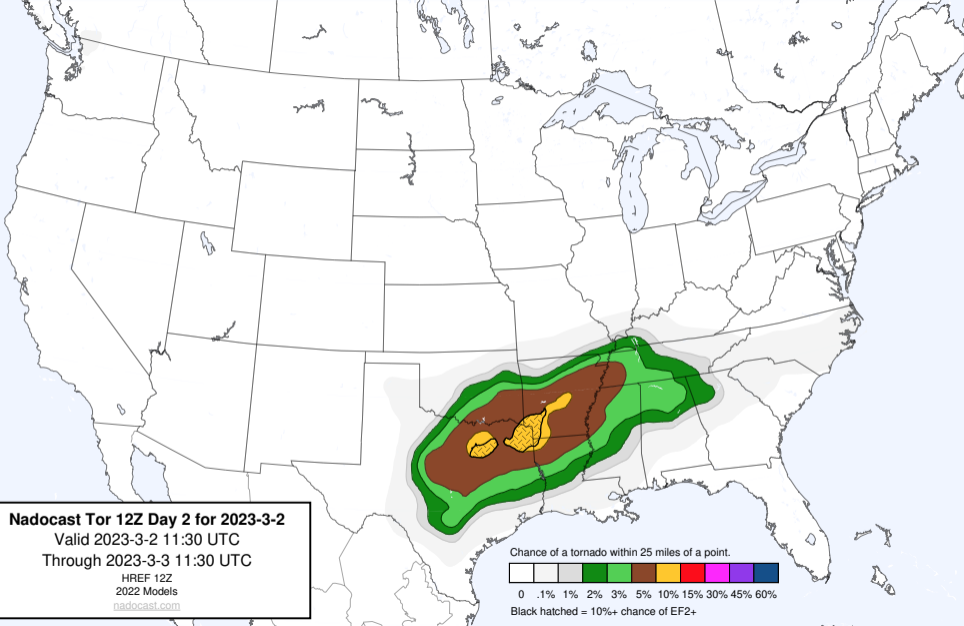 Nadocast Tor 12Z Day 2 for 2023-3-2
Valid 2023-3-2 11:30 UTC
Through 2023-3-3 11:30 UTC
HREF 12Z
2022 Models
nadocast.com
Chance of a tornado within 25 miles of a point.
0 .1% 1% 2% 3% 5% 10% 15% 30% 45% 60%
Black hatched = 10%+ chance of EF2+